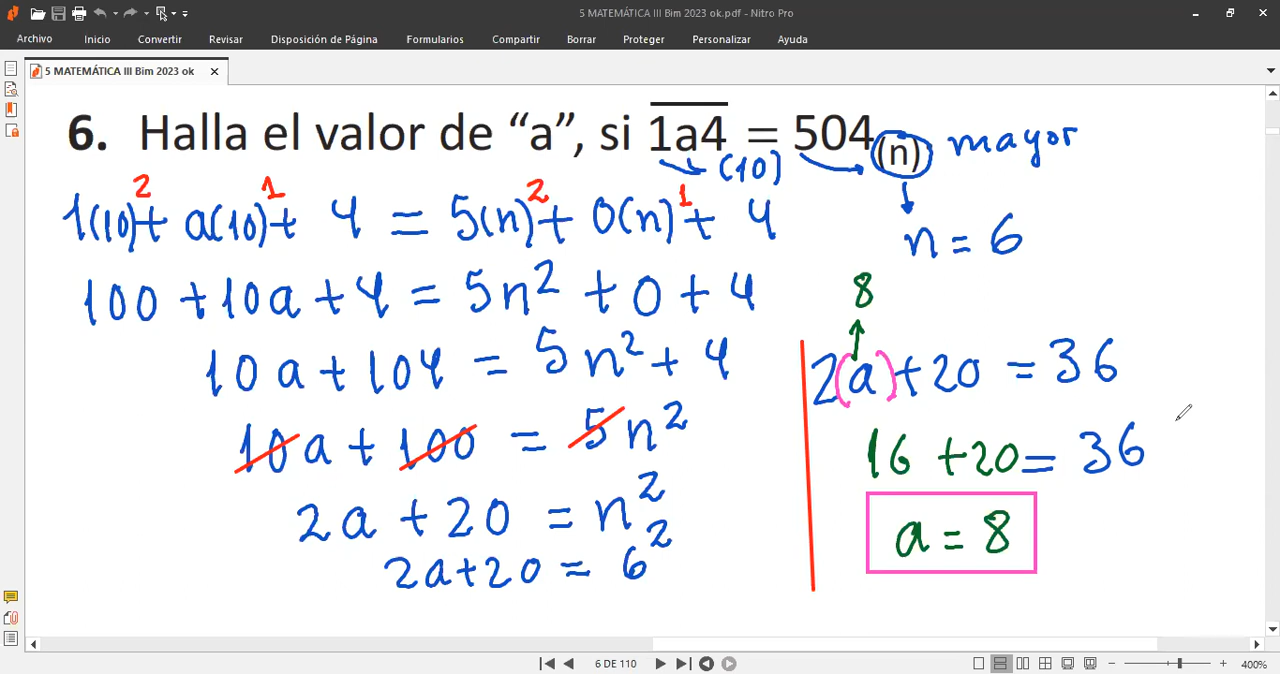 5 MATEMÁTICA III Bim 2023 ok.pdf - Nitro Pro
Archivo Inicio Convertir Revisar Disposición de Página Formularios Compartir Borrar Proteger Personalizar Ayuda
5 MATEMÁTICA III Bim 2023 ok
6. Halla el valor de “a”, si 1a4 = 504(n) mayor
(10)
1(10)²+ a(10)¹+ 4 = 5(n)²+ 0(n)¹+ 4
n = 6
100 +10a + 4 = 5n² + 0 + 4
8
10a + 104 = 5n² + 4
2(a)+20 = 36
10a + 100 = 5n²
16 +20 = 36
2a + 20 = n²
a = 8
2a+20 = 6²
6 DE 110
400%